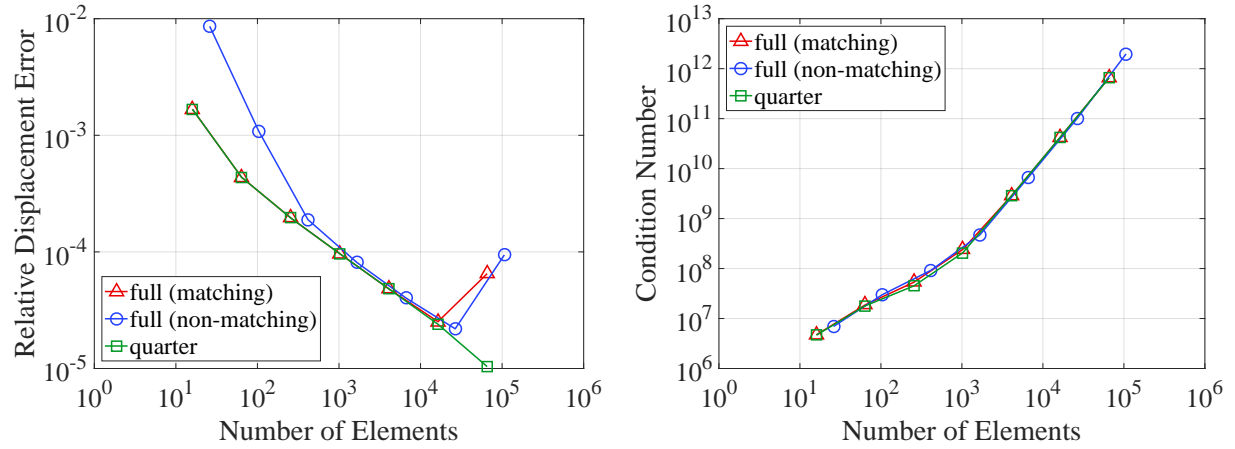 Relative Displacement Error
10^-2
10^-3
10^-4
10^-5
full (matching)
full (non-matching)
quarter
10^0 10^1 10^2 10^3 10^4 10^5 10^6
Number of Elements
Condition Number
10^13
10^12
10^11
10^10
10^9
10^8
10^7
10^6
full (matching)
full (non-matching)
quarter
10^0 10^1 10^2 10^3 10^4 10^5 10^6
Number of Elements